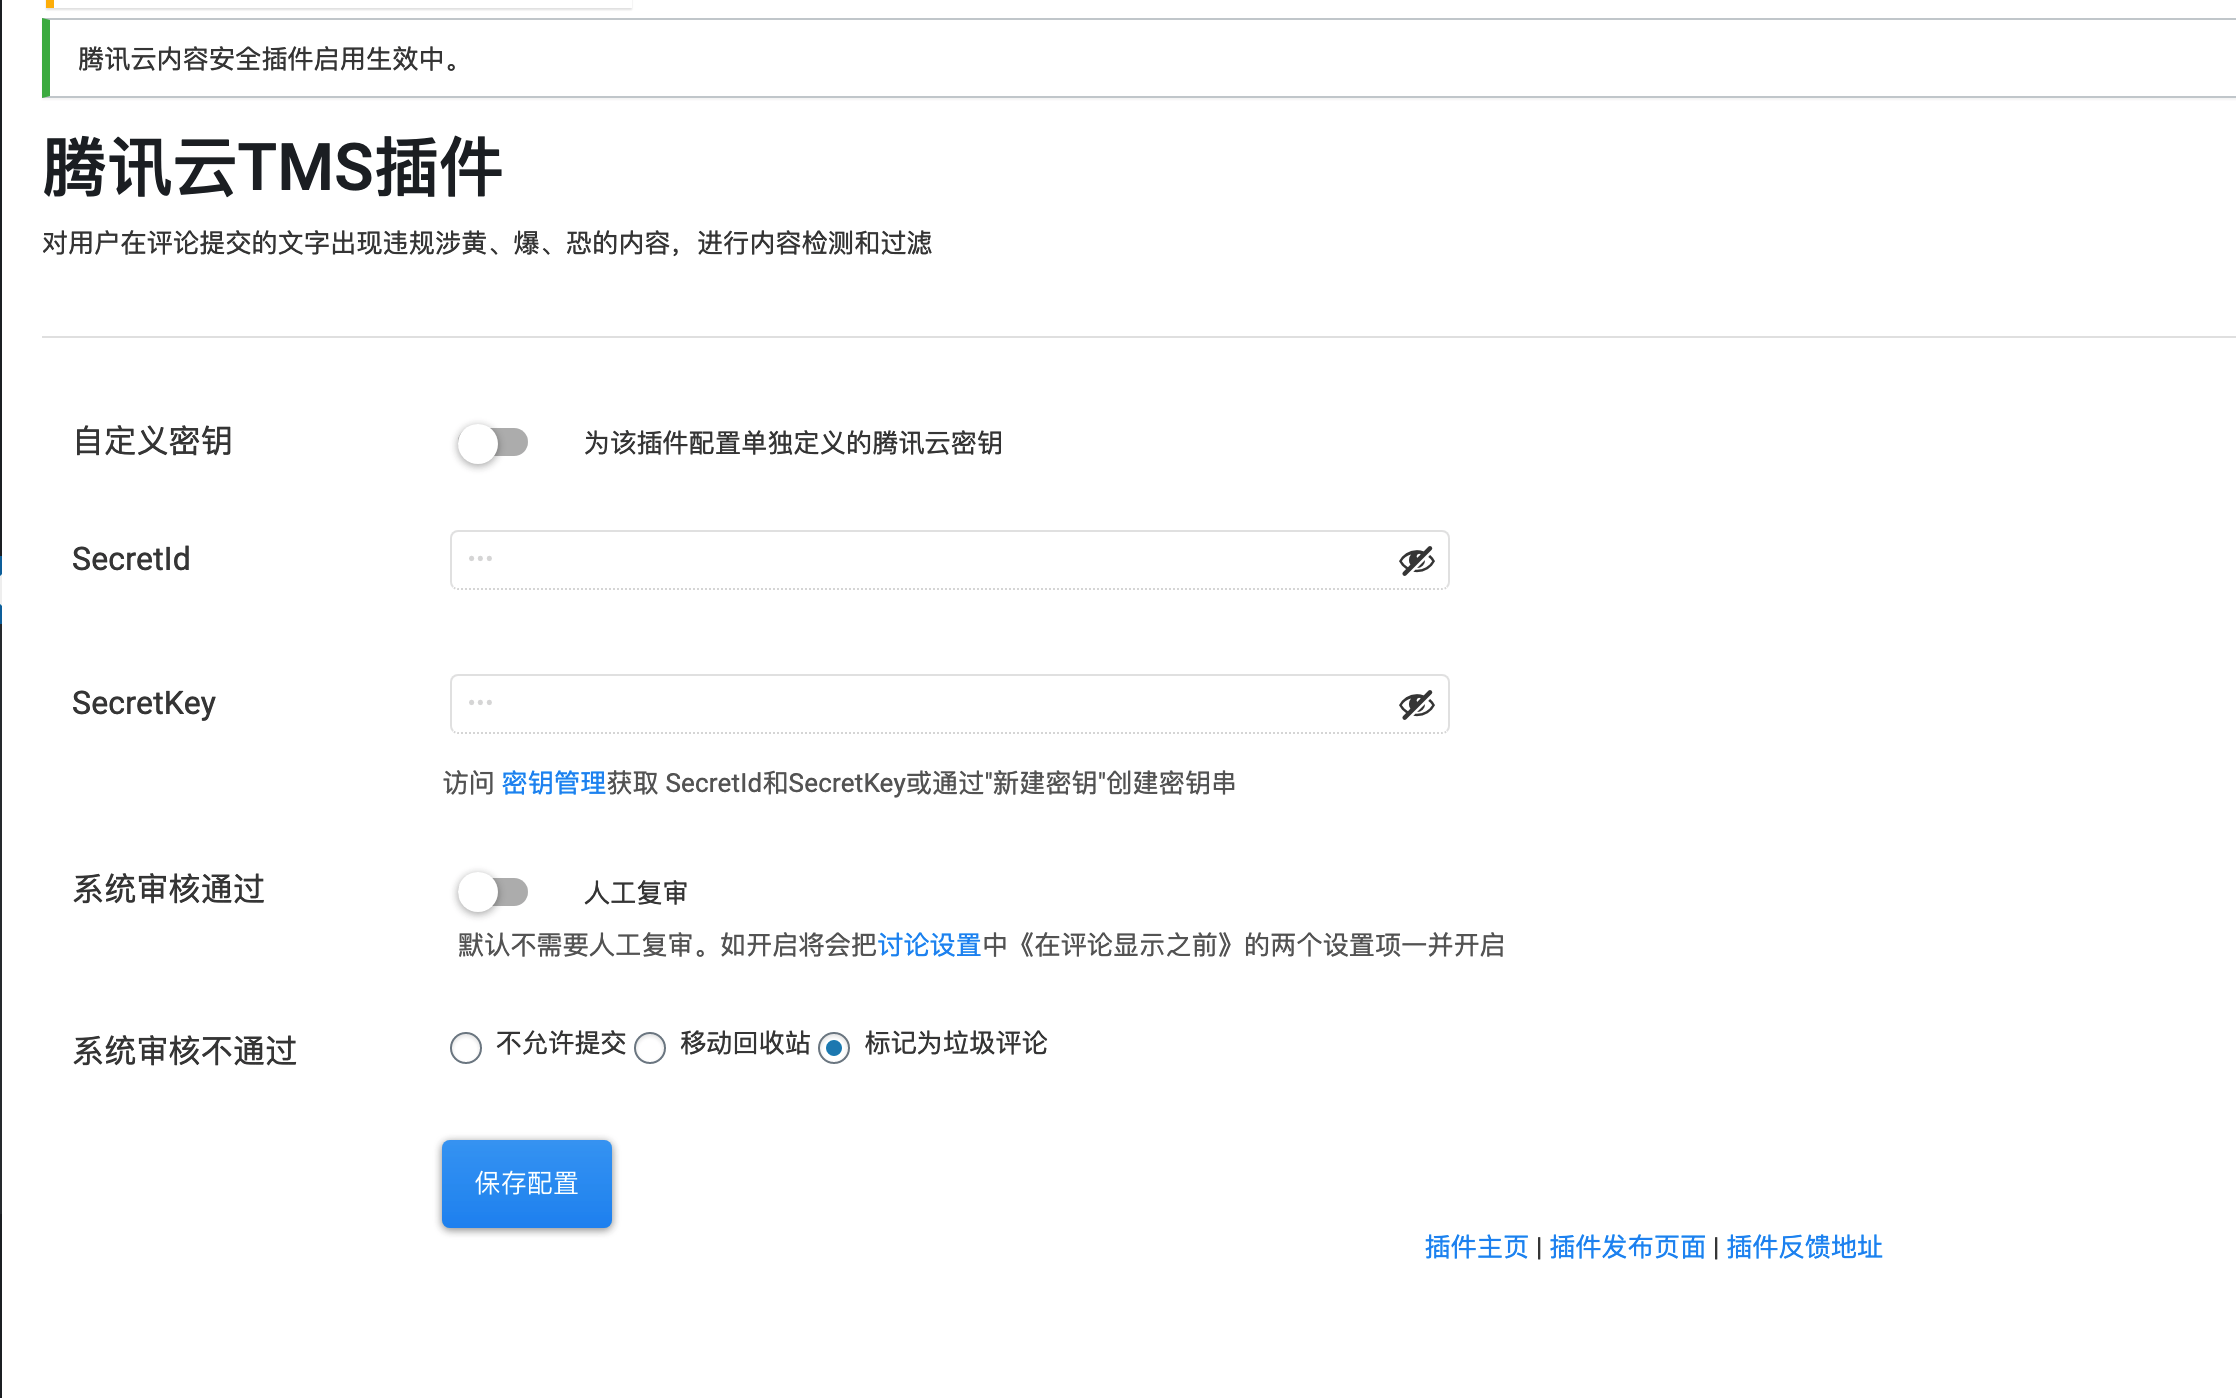 腾讯云内容安全插件启用生效中。
腾讯云TMS插件
对用户在评论提交的文字出现违规涉黄、爆、恐的内容，进行内容检测和过滤
自定义密钥 为该插件配置单独定义的腾讯云密钥
SecretId ...
SecretKey ...
访问 密钥管理获取 SecretId和SecretKey或通过"新建密钥"创建密钥串
系统审核通过 人工复审
默认不需要人工复审。如开启将会把讨论设置中《在评论显示之前》的两个设置项一并开启
系统审核不通过 不允许提交 移动回收站 标记为垃圾评论
保存配置
插件主页 | 插件发布页面 | 插件反馈地址